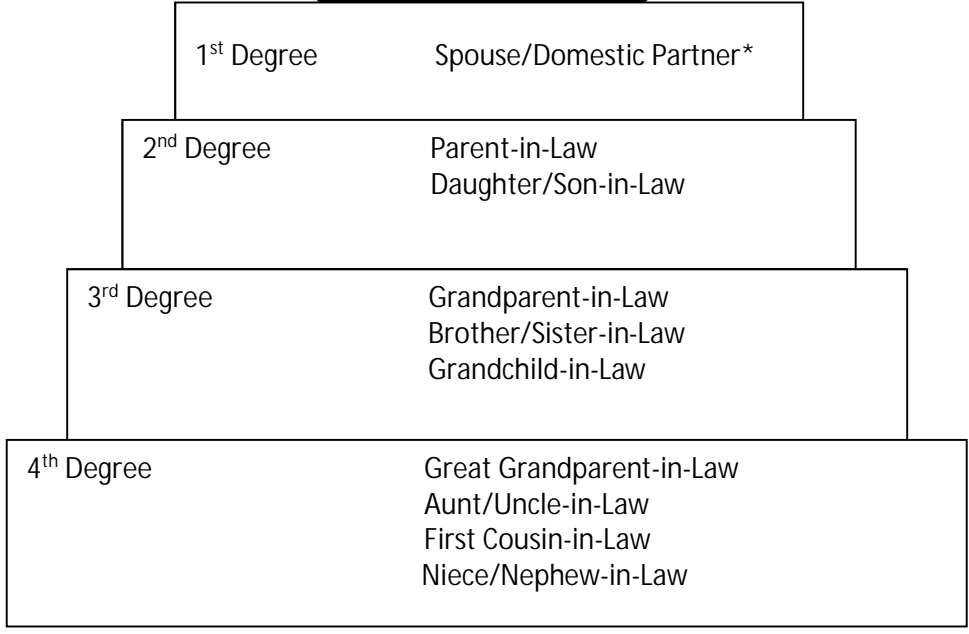 1st Degree Spouse/Domestic Partner*
2nd Degree Parent-in-Law
Daughter/Son-in-Law
3rd Degree Grandparent-in-Law
Brother/Sister-in-Law
Grandchild-in-Law
4th Degree Great Grandparent-in-Law
Aunt/Uncle-in-Law
First Cousin-in-Law
Niece/Nephew-in-Law